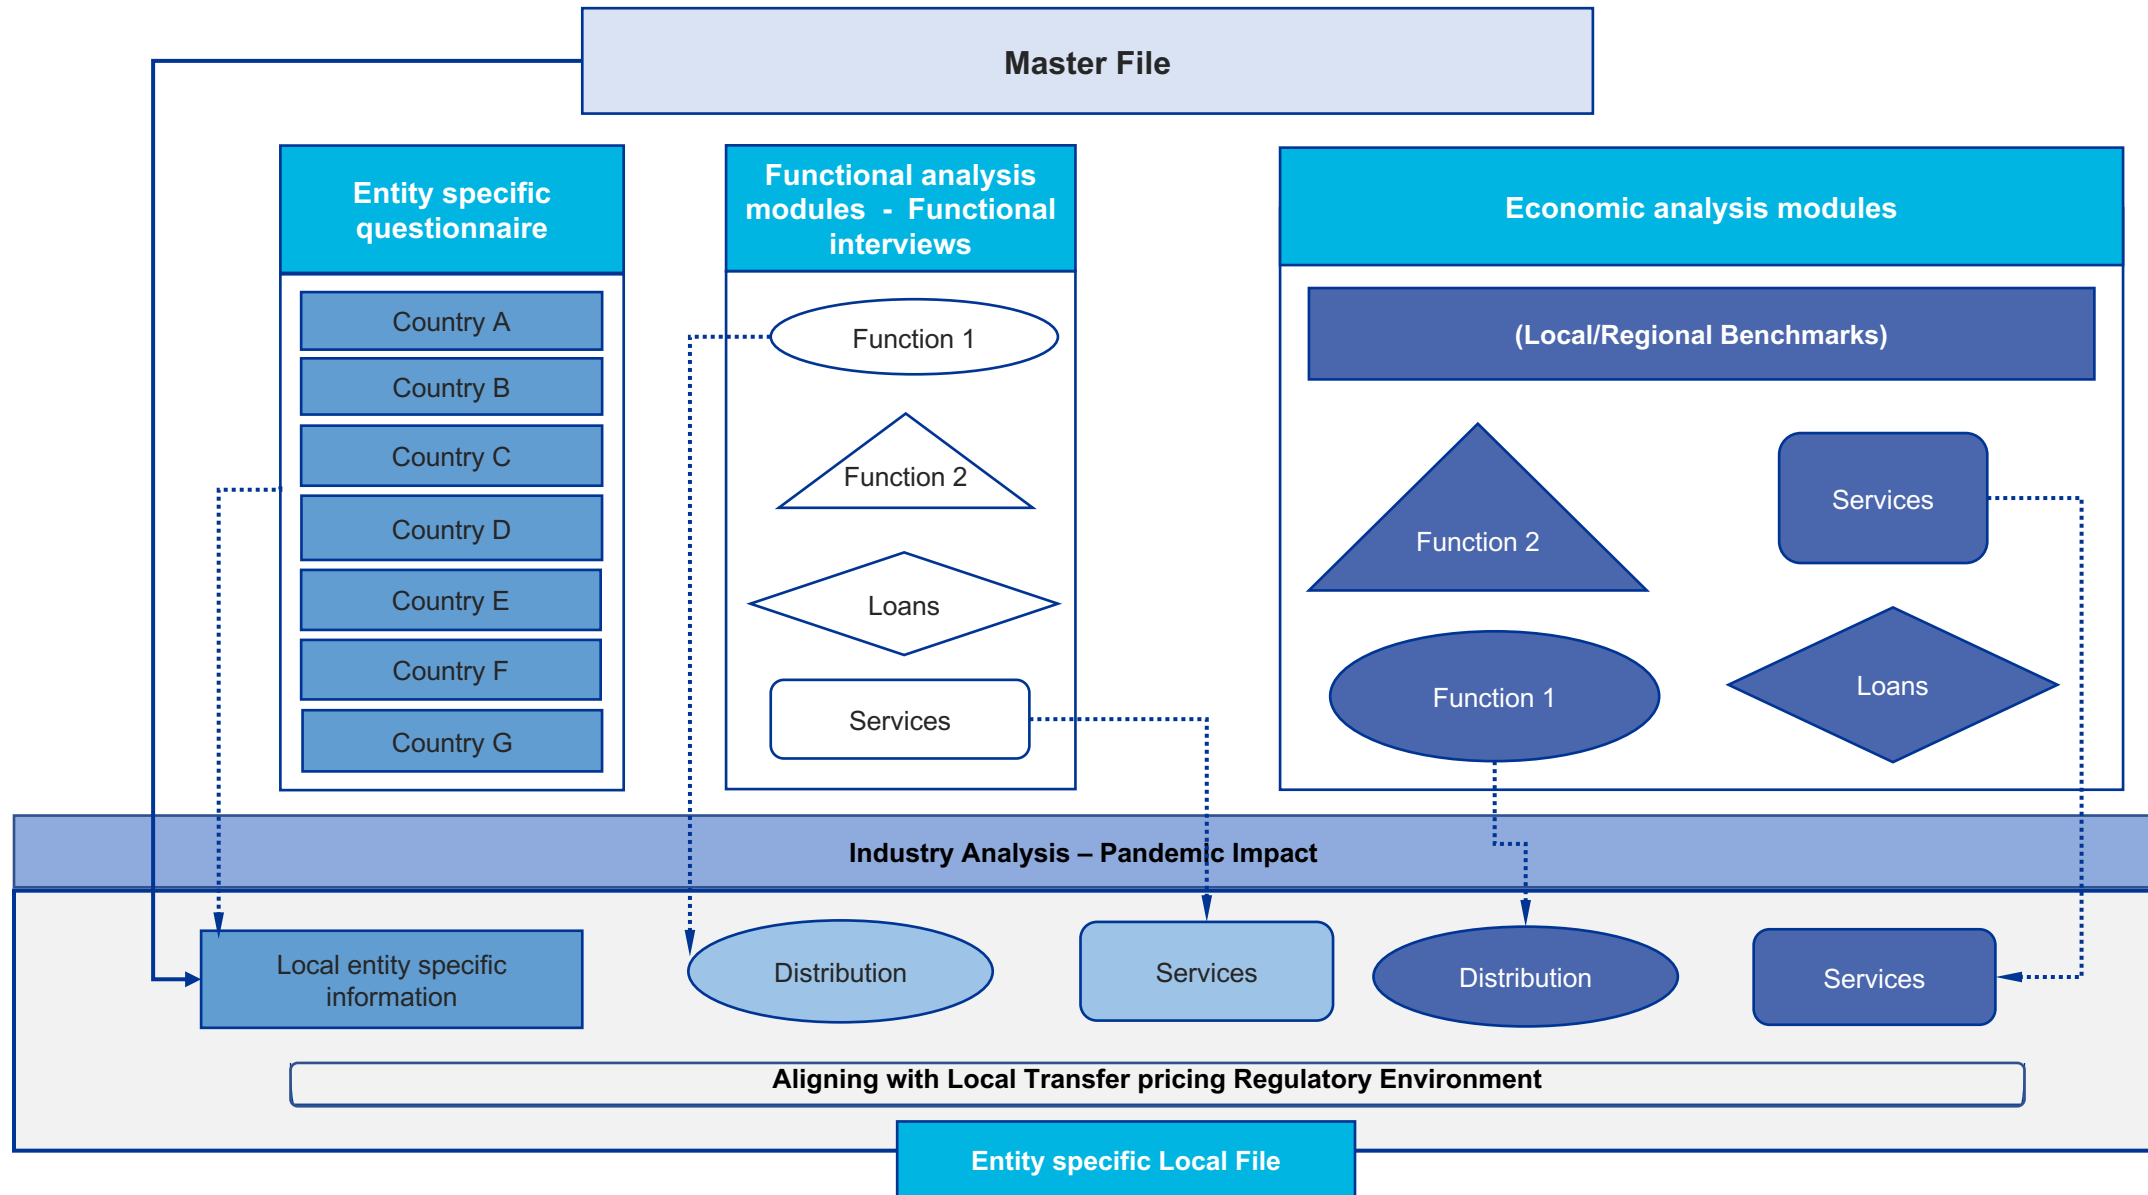 Master File
Entity specific
questionnaire
Country A
Country B
Country C
Country D
Country E
Country F
Country G
Functional analysis
modules - Functional
interviews
Function 1
Function 2
Loans
Services
Economic analysis modules
(Local/Regional Benchmarks)
Function 2
Services
Function 1
Loans
Industry Analysis – Pandemic Impact
Local entity specific
information
Distribution
Services
Distribution
Services
Aligning with Local Transfer pricing Regulatory Environment
Entity specific Local File